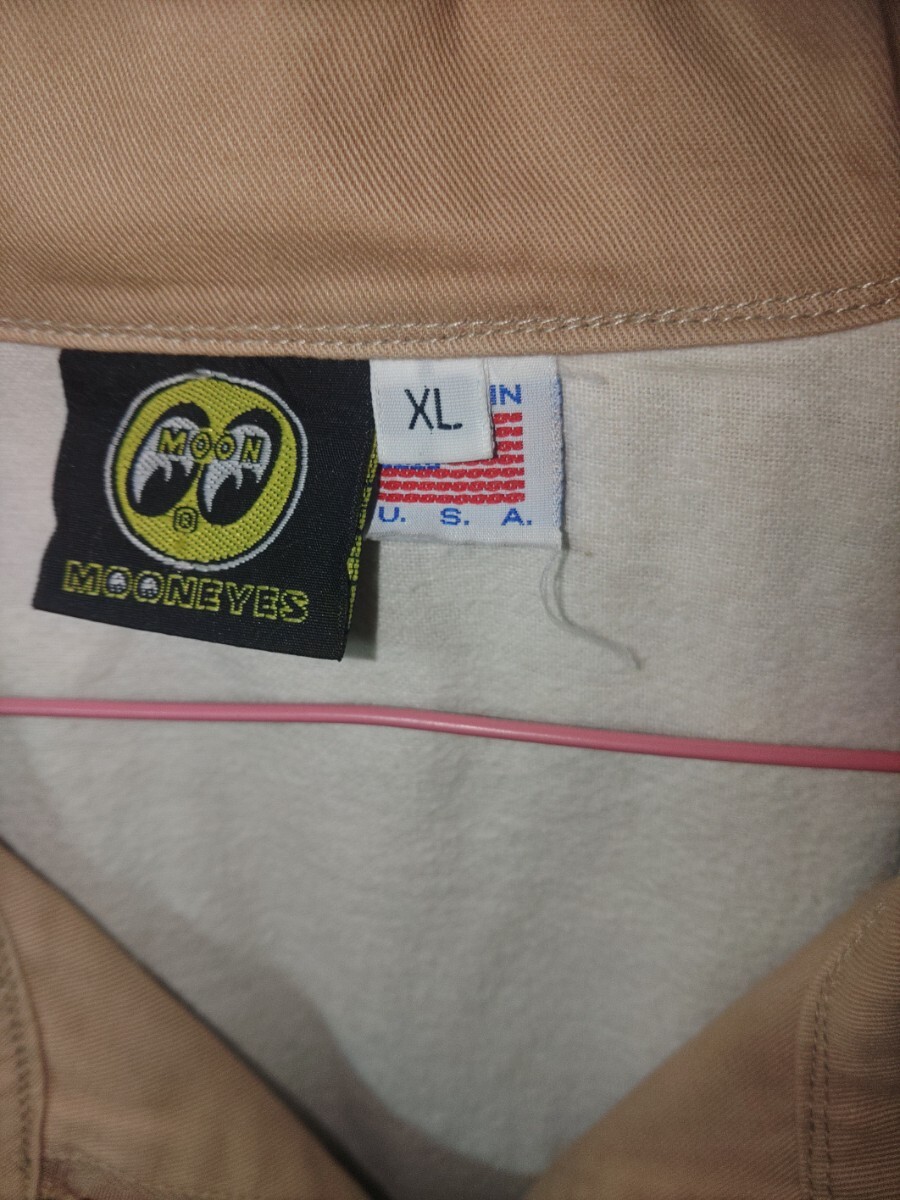 MOON
®
MOONEYES
XL
IN
U. S. A.